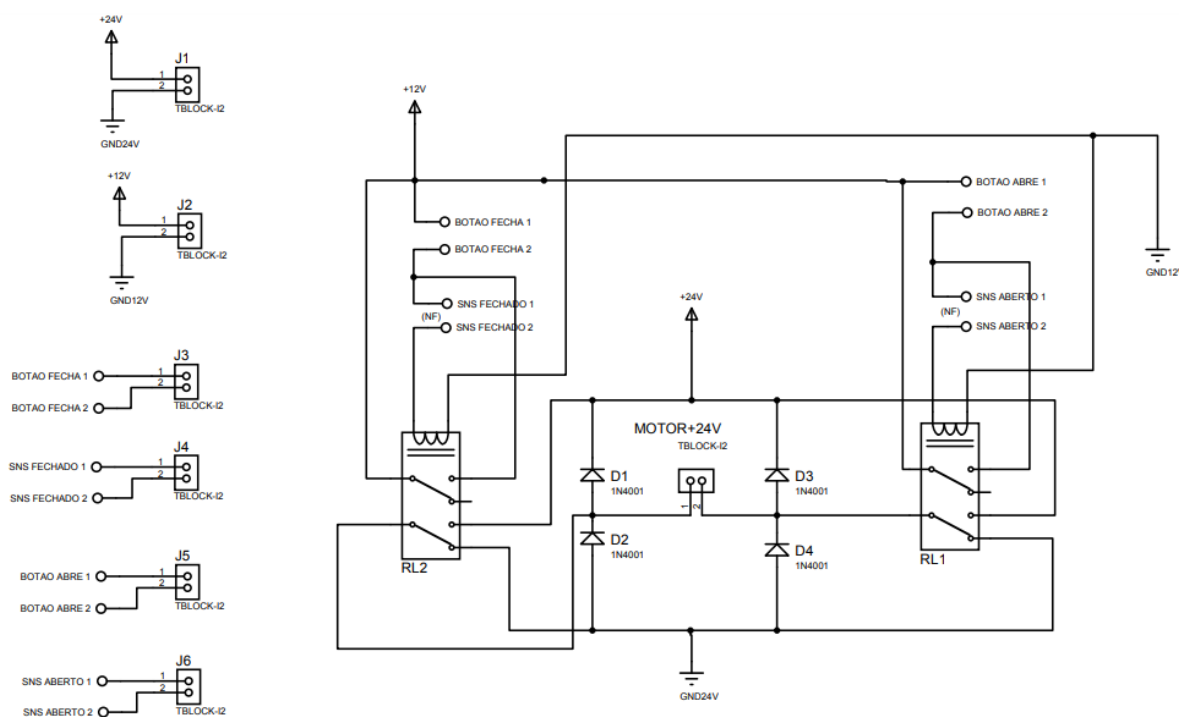 +24V
J1
1
2
TBLOCK-I2
GND24V
+12V
J2
1
2
TBLOCK-I2
GND12V
J3
BOTAO FECHA 1
1
2
BOTAO FECHA 2
TBLOCK-I2
J4
SNS FECHADO 1
1
2
SNS FECHADO 2
TBLOCK-I2
J5
BOTAO ABRE 1
1
2
BOTAO ABRE 2
TBLOCK-I2
J6
SNS ABERTO 1
1
2
SNS ABERTO 2
TBLOCK-I2
+12V
BOTAO FECHA 1
BOTAO FECHA 2
SNS FECHADO 1
(NF)
SNS FECHADO 2
RL2
+24V
MOTOR+24V
TBLOCK-I2
1
2
D1
1N4001
D2
1N4001
D3
1N4001
D4
1N4001
GND24V
BOTAO ABRE 1
BOTAO ABRE 2
SNS ABERTO 1
(NF)
SNS ABERTO 2
RL1
GND12V